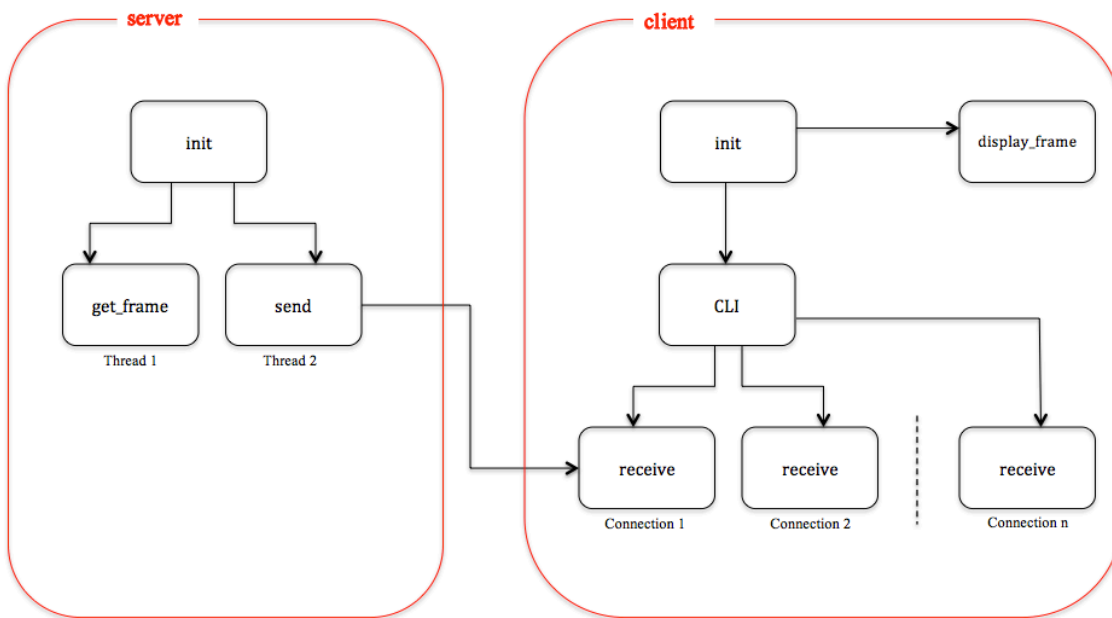 server
client
init
init
display_frame
get_frame
send
CLI
Thread 1
Thread 2
receive
receive
receive
Connection 1
Connection 2
Connection n